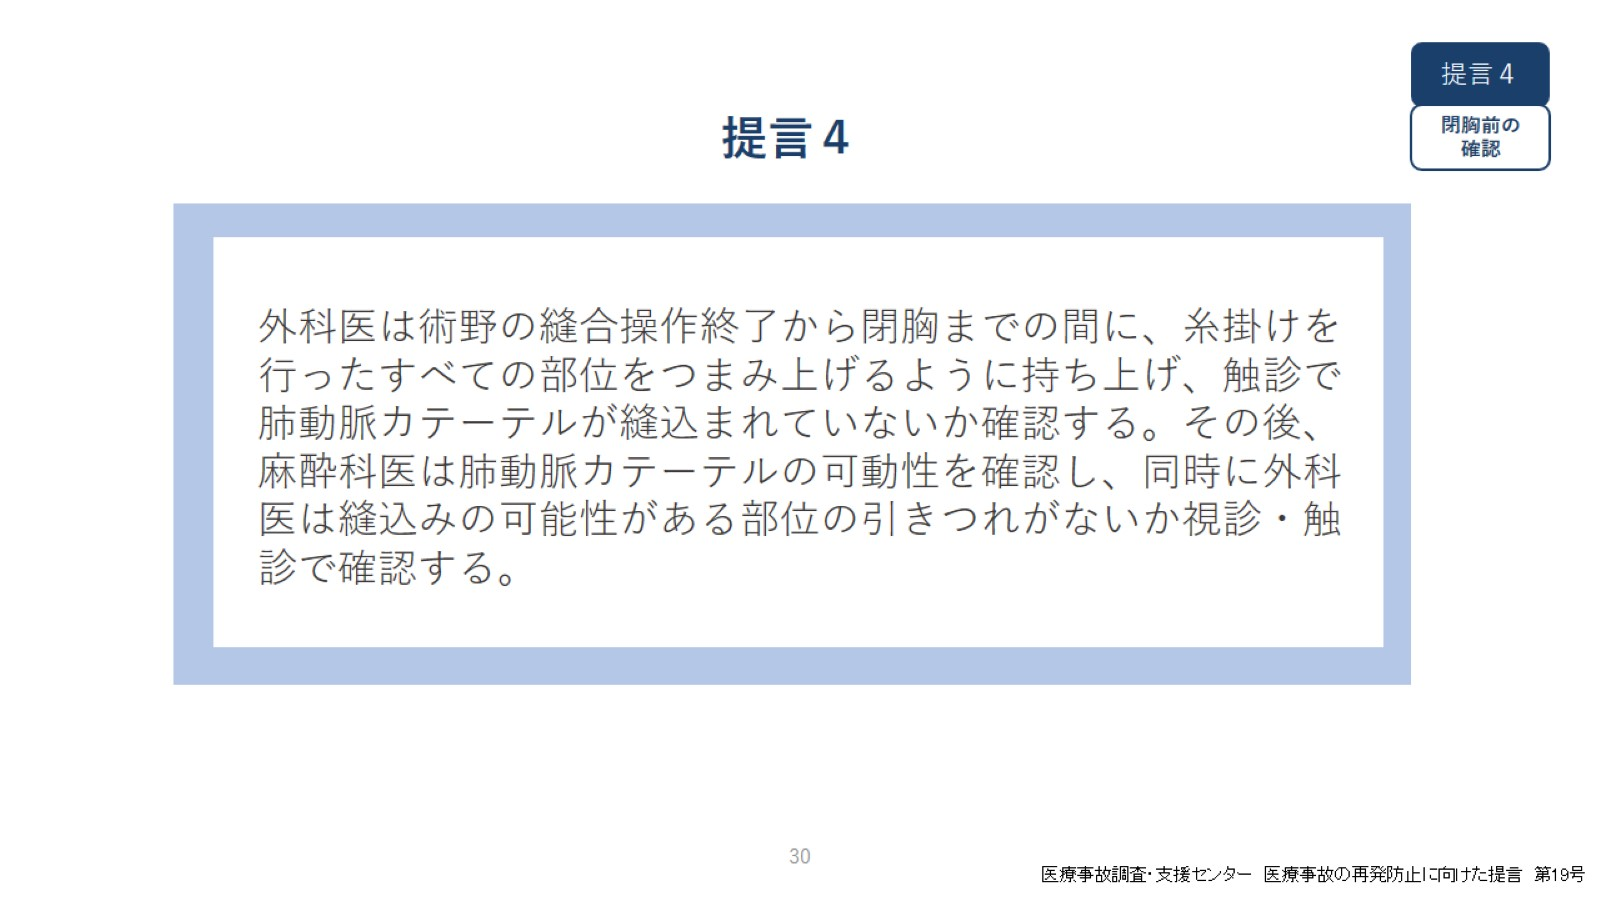 提言４
閉胸前の
確認
提言４
外科医は術野の縫合操作終了から閉胸までの間に、糸掛けを
行ったすべての部位をつまみ上げるように持ち上げ、触診で
肺動脈カテーテルが縫込まれていないか確認する。その後、
麻酔科医は肺動脈カテーテルの可動性を確認し、同時に外科
医は縫込みの可能性がある部位の引きつれがないか視診・触
診で確認する。
30
医療事故調査・支援センター　医療事故の再発防止に向けた提言　第19号